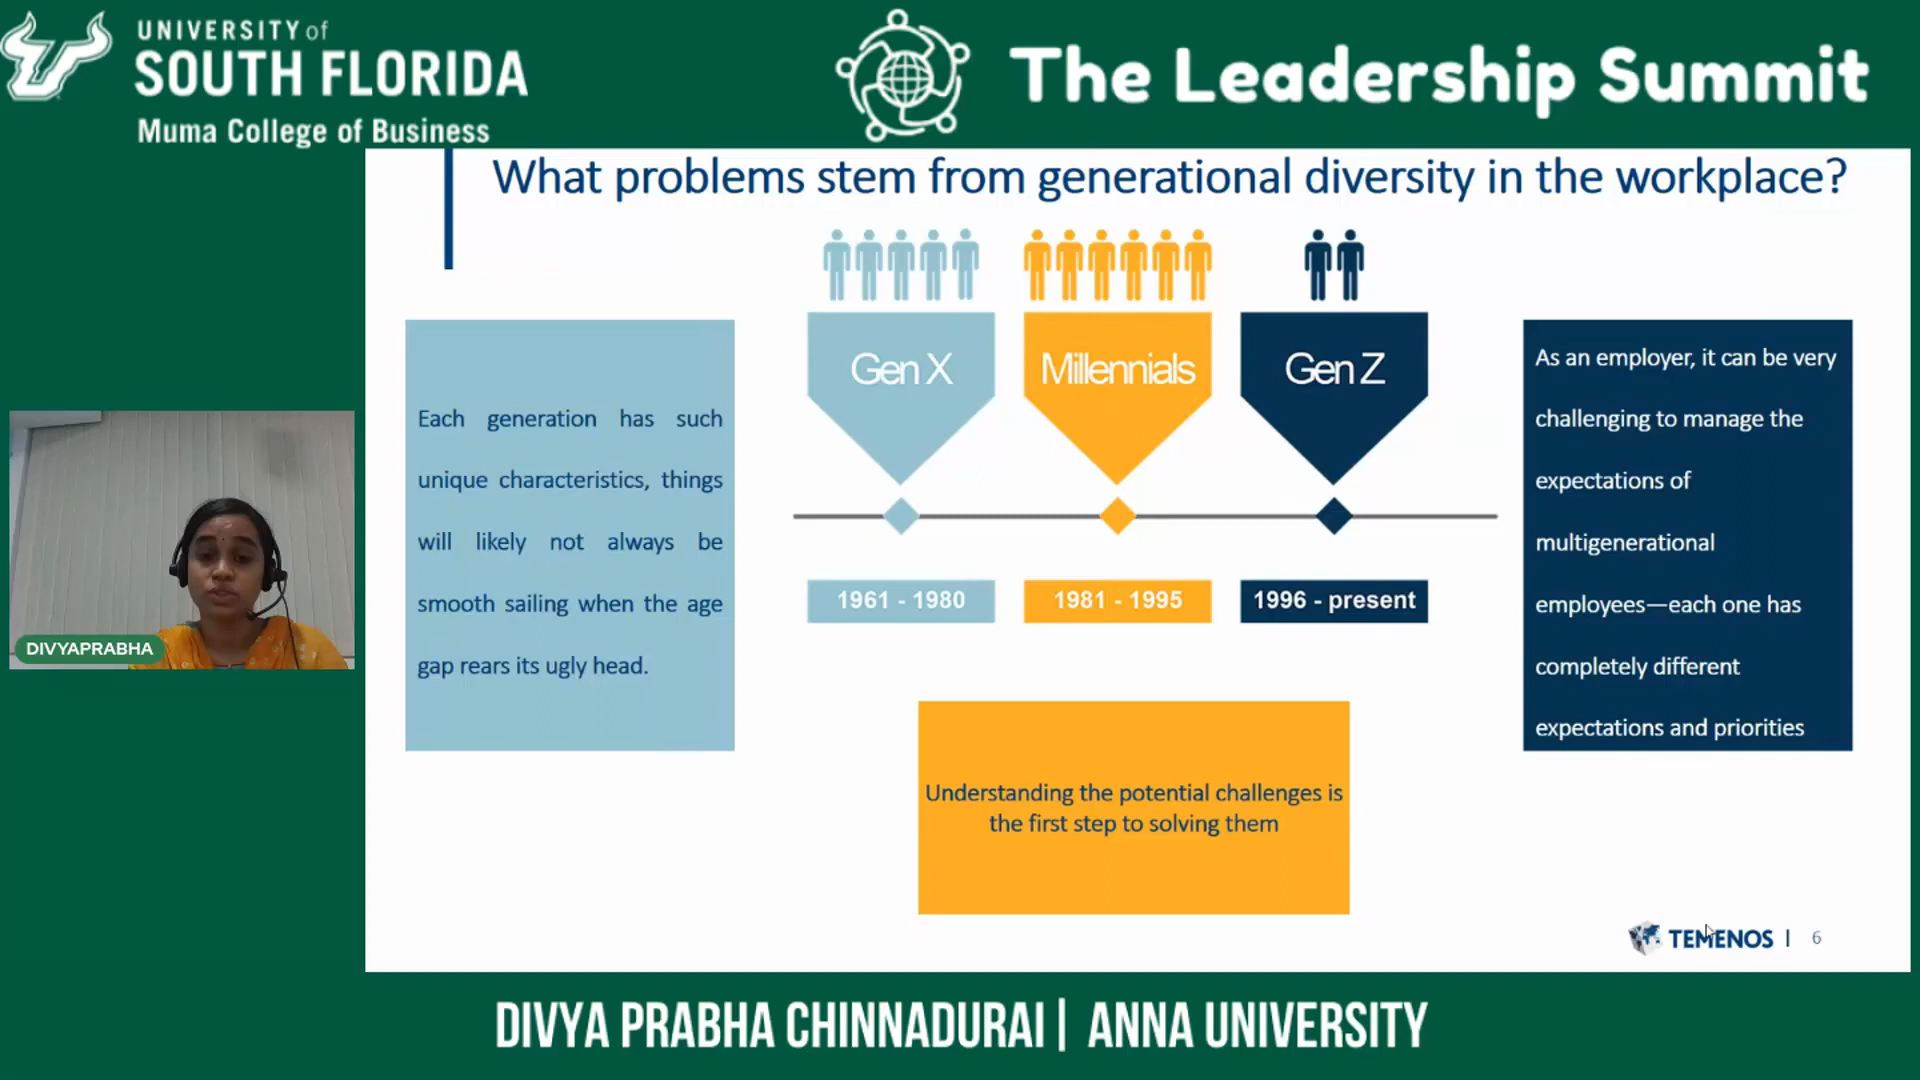 UNIVERSITY of
SOUTH FLORIDA
Muma College of Business
The Leadership Summit
What problems stem from generational diversity in the workplace?
Each generation has such
unique characteristics, things
will likely not always be
smooth sailing when the age
gap rears its ugly head.
Gen X
Millennials
Gen Z
1961 - 1980
1981 - 1995
1996 - present
Understanding the potential challenges is
the first step to solving them
As an employer, it can be very
challenging to manage the
expectations of
multigenerational
employees—each one has
completely different
expectations and priorities
DIVYAPRABHA
TEMENOS | 6
DIVYA PRABHA CHINNADURAI | ANNA UNIVERSITY